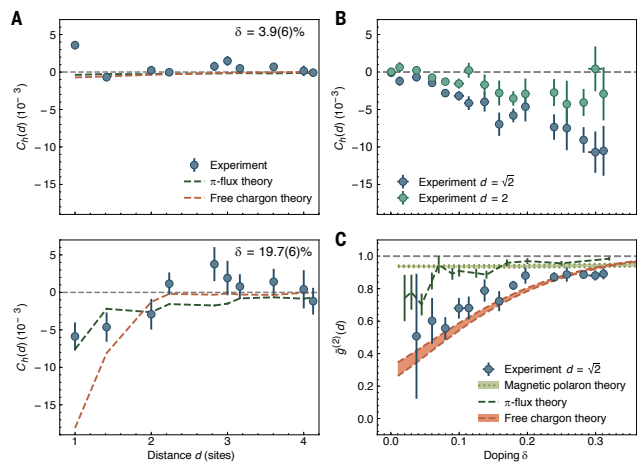 A
δ = 3.9(6)%
5
0
−5
−10
−15
C_h(d) (10⁻³)
Experiment
π-flux theory
Free chargon theory
δ = 19.7(6)%
5
0
−5
−10
−15
C_h(d) (10⁻³)
1 2 3 4
Distance d (sites)
B
5
0
−5
−10
−15
C_h(d) (10⁻³)
Experiment d = √2
Experiment d = 2
C
1.0
0.8
0.6
0.4
0.2
0.0
g̃⁽²⁾(d)
Experiment d = √2
Magnetic polaron theory
π-flux theory
Free chargon theory
0.0 0.1 0.2 0.3
Doping δ